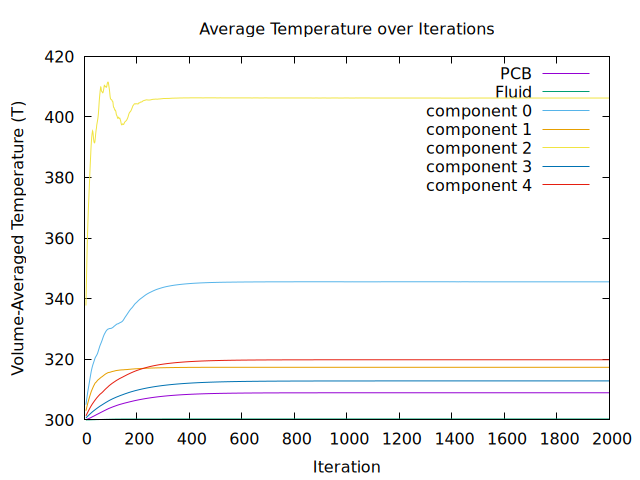 Average Temperature over Iterations
Volume-Averaged Temperature (T)
420
400
380
360
340
320
300
PCB
Fluid
component 0
component 1
component 2
component 3
component 4
0 200 400 600 800 1000 1200 1400 1600 1800 2000
Iteration